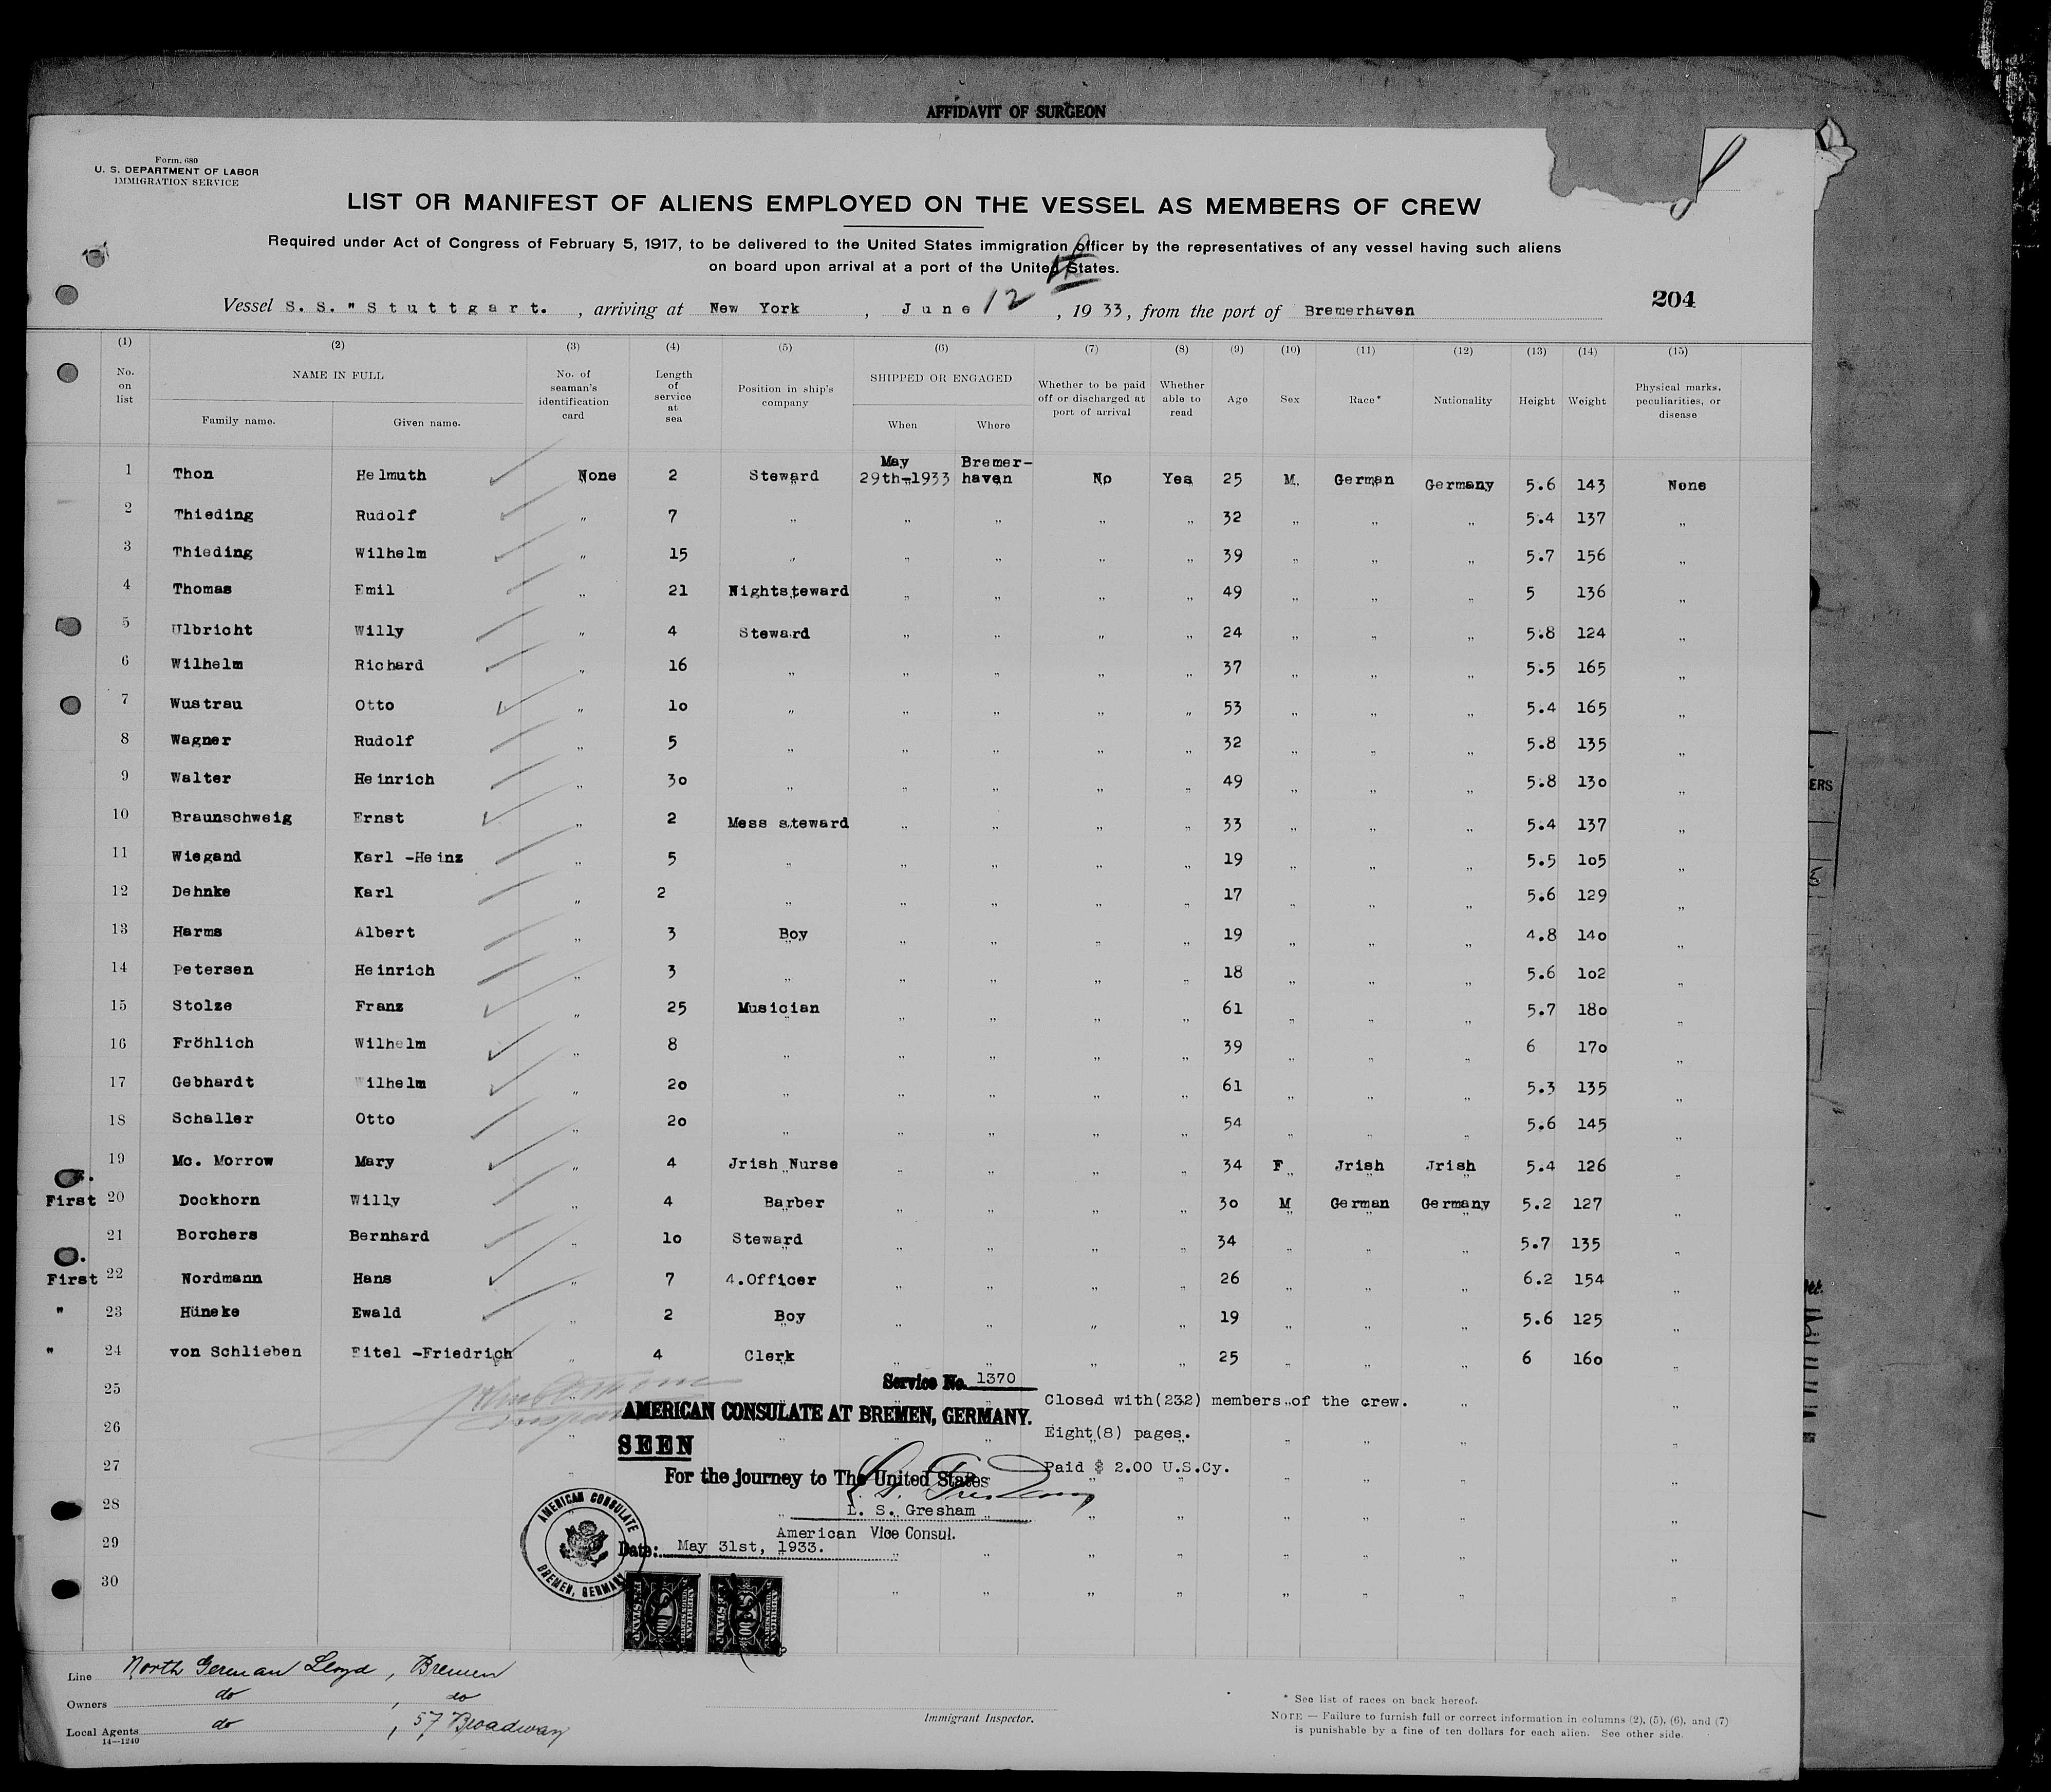 AFFIDAVIT OF SURGEON
Form. 680
U. S. DEPARTMENT OF LABOR
IMMIGRATION SERVICE
LIST OR MANIFEST OF ALIENS EMPLOYED ON THE VESSEL AS MEMBERS OF CREW
Required under Act of Congress of February 5, 1917, to be delivered to the United States immigration officer by the representatives of any vessel having such aliens
on board upon arrival at a port of the United States.
Vessel S. S. "Stuttgart. , arriving at New York , June 12th , 1933, from the port of Bremerhaven
204
(1) (2) (3) (4) (5) (6) (7) (8) (9) (10) (11) (12) (13) (14) (15)
No. on list NAME IN FULL Family name. Given name. No. of seaman's identification card Length of service at sea Position in ship's company SHIPPED OR ENGAGED When Where Whether to be paid off or discharged at port of arrival Whether able to read Age Sex Race* Nationality Height Weight Physical marks, peculiarities, or disease
1 Thon Helmuth None 2 Steward May 29th-1933 Bremer-haven No Yes 25 M. German Germany 5.6 143 None
2 Thieding Rudolf " 7 " " " " " 32 " " " 5.4 137 "
3 Thieding Wilhelm " 15 " " " " " 39 " " " 5.7 156 "
4 Thomas Emil " 21 Nightsteward " " " " 49 " " " 5 136 "
5 Ulbricht Willy " 4 Steward " " " " 24 " " " 5.8 124 "
6 Wilhelm Richard " 16 " " " " " 37 " " " 5.5 165 "
7 Wustrau Otto " 10 " " " " " 53 " " " 5.4 165 "
8 Wagner Rudolf " 5 " " " " " 32 " " " 5.8 135 "
9 Walter Heinrich " 30 " " " " " 49 " " " 5.8 130 "
10 Braunschweig Ernst " 2 Mess steward " " " " 33 " " " 5.4 137 "
11 Wiegand Karl -Heinz " 5 " " " " " 19 " " " 5.5 105 "
12 Dehnke Karl " 2 " " " " " 17 " " " 5.6 129 "
13 Harms Albert " 3 Boy " " " " 19 " " " 4.8 140 "
14 Petersen Heinrich " 3 " " " " " 18 " " " 5.6 102 "
15 Stolze Franz " 25 Musician " " " " 61 " " " 5.7 180 "
16 Fröhlich Wilhelm " 8 " " " " " 39 " " " 6 170 "
17 Gebhardt Wilhelm " 20 " " " " " 61 " " " 5.3 135 "
18 Schaller Otto " 20 " " " " " 54 " " " 5.6 145 "
19 Mc. Morrow Mary " 4 Jrish Nurse " " " " 34 F Jrish Jrish 5.4 126 "
First 20 Dockhorn Willy " 4 Barber " " " " 30 M German Germany 5.2 127 "
21 Borchers Bernhard " 10 Steward " " " " 34 " " " 5.7 135 "
First 22 Nordmann Hans " 7 4.Officer " " " " 26 " " " 6.2 154 "
" 23 Hüneke Ewald " 2 Boy " " " " 19 " " " 5.6 125 "
" 24 von Schlieben Eitel -Friedrich " 4 Clerk " " " " 25 " " " 6 160 "
25
26
27
28
29
30
Service No. 1370
AMERICAN CONSULATE AT BREMEN, GERMANY.
SEEN
For the journey to The United States
L. S. Gresham
American Vice Consul.
Date: May 31st, 1933.
Closed with(232) members of the crew.
Eight(8) pages.
Paid $ 2.00 U.S.Cy.
AMERICAN CONSULATE
BREMEN, GERMANY
Line North German Lloyd, Bremen
Owners do , do
Local Agents do , 57 Broadway
14—1240
Immigrant Inspector.
* See list of races on back hereof.
NOTE — Failure to furnish full or correct information in columns (2), (5), (6), and (7)
is punishable by a fine of ten dollars for each alien. See other side.